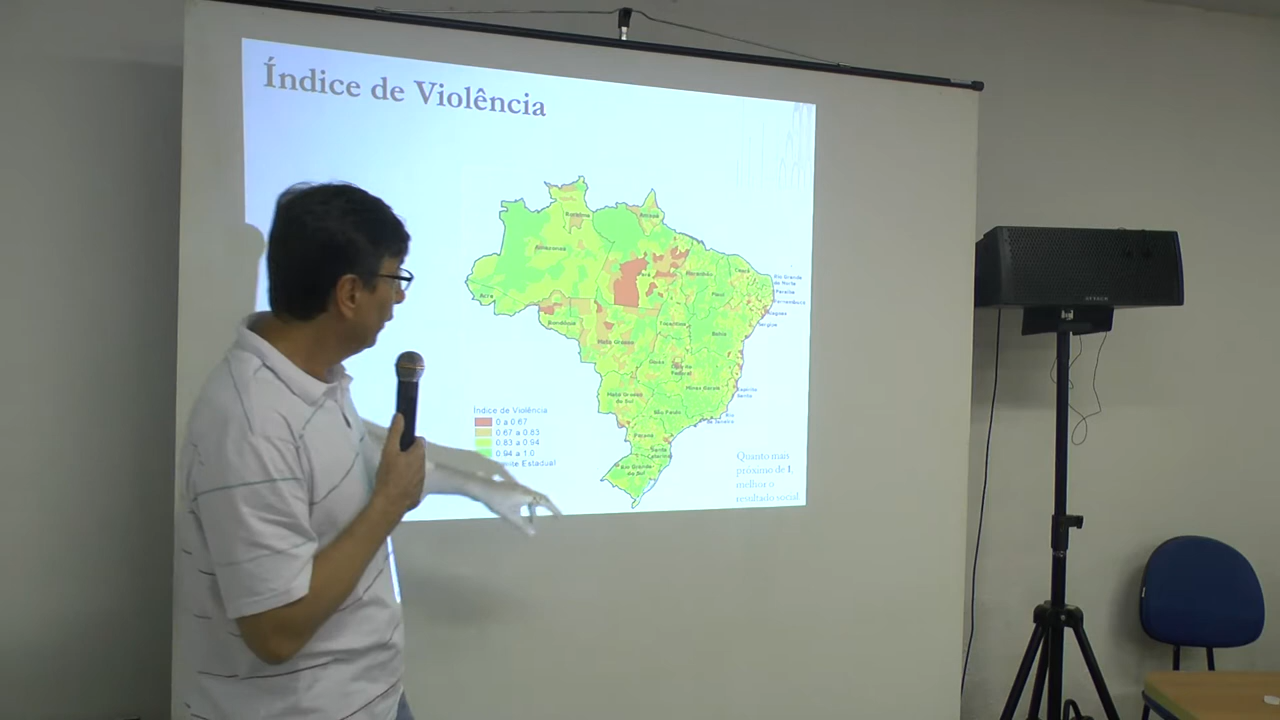 Índice de Violência
Roraima
Amapá
Amazonas
Pará
Maranhão
Ceará
Rio Grande
do Norte
Paraíba
Pernambuco
Alagoas
Sergipe
Acre
Piauí
Rondônia
Tocantins
Bahia
Mato Grosso
Goiás
Distrito
Federal
Minas Gerais
Espírito
Santo
Mato Grosso
do Sul
São Paulo
Rio
de Janeiro
Paraná
Santa
Catarina
Rio Grande
do Sul
Índice de Violência
0 a 0.67
0.67 a 0.83
0.83 a 0.94
0.94 a 1.0
Estadual
Quanto mais
próximo de 1,
melhor o
resultado social